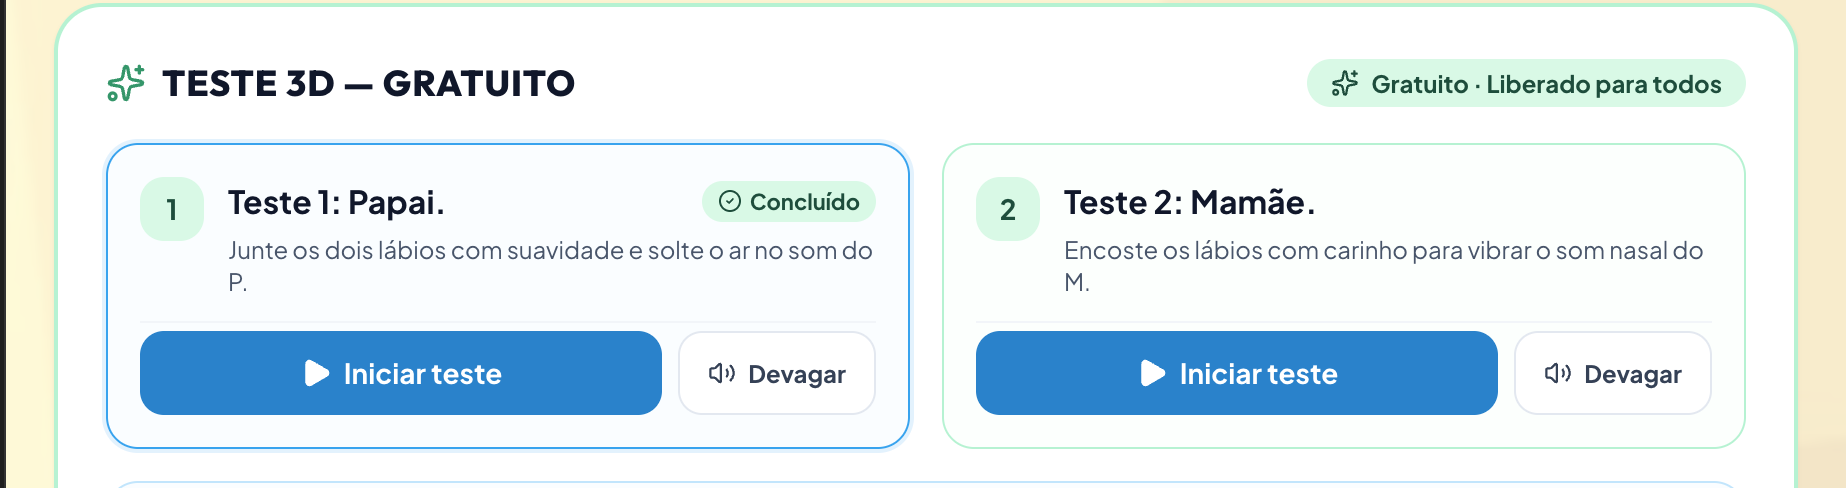 TESTE 3D — GRATUITO
Gratuito · Liberado para todos
1
Teste 1: Papai.
Concluído
Junte os dois lábios com suavidade e solte o ar no som do
P.
Iniciar teste
Devagar
2
Teste 2: Mamãe.
Encoste os lábios com carinho para vibrar o som nasal do
M.
Iniciar teste
Devagar